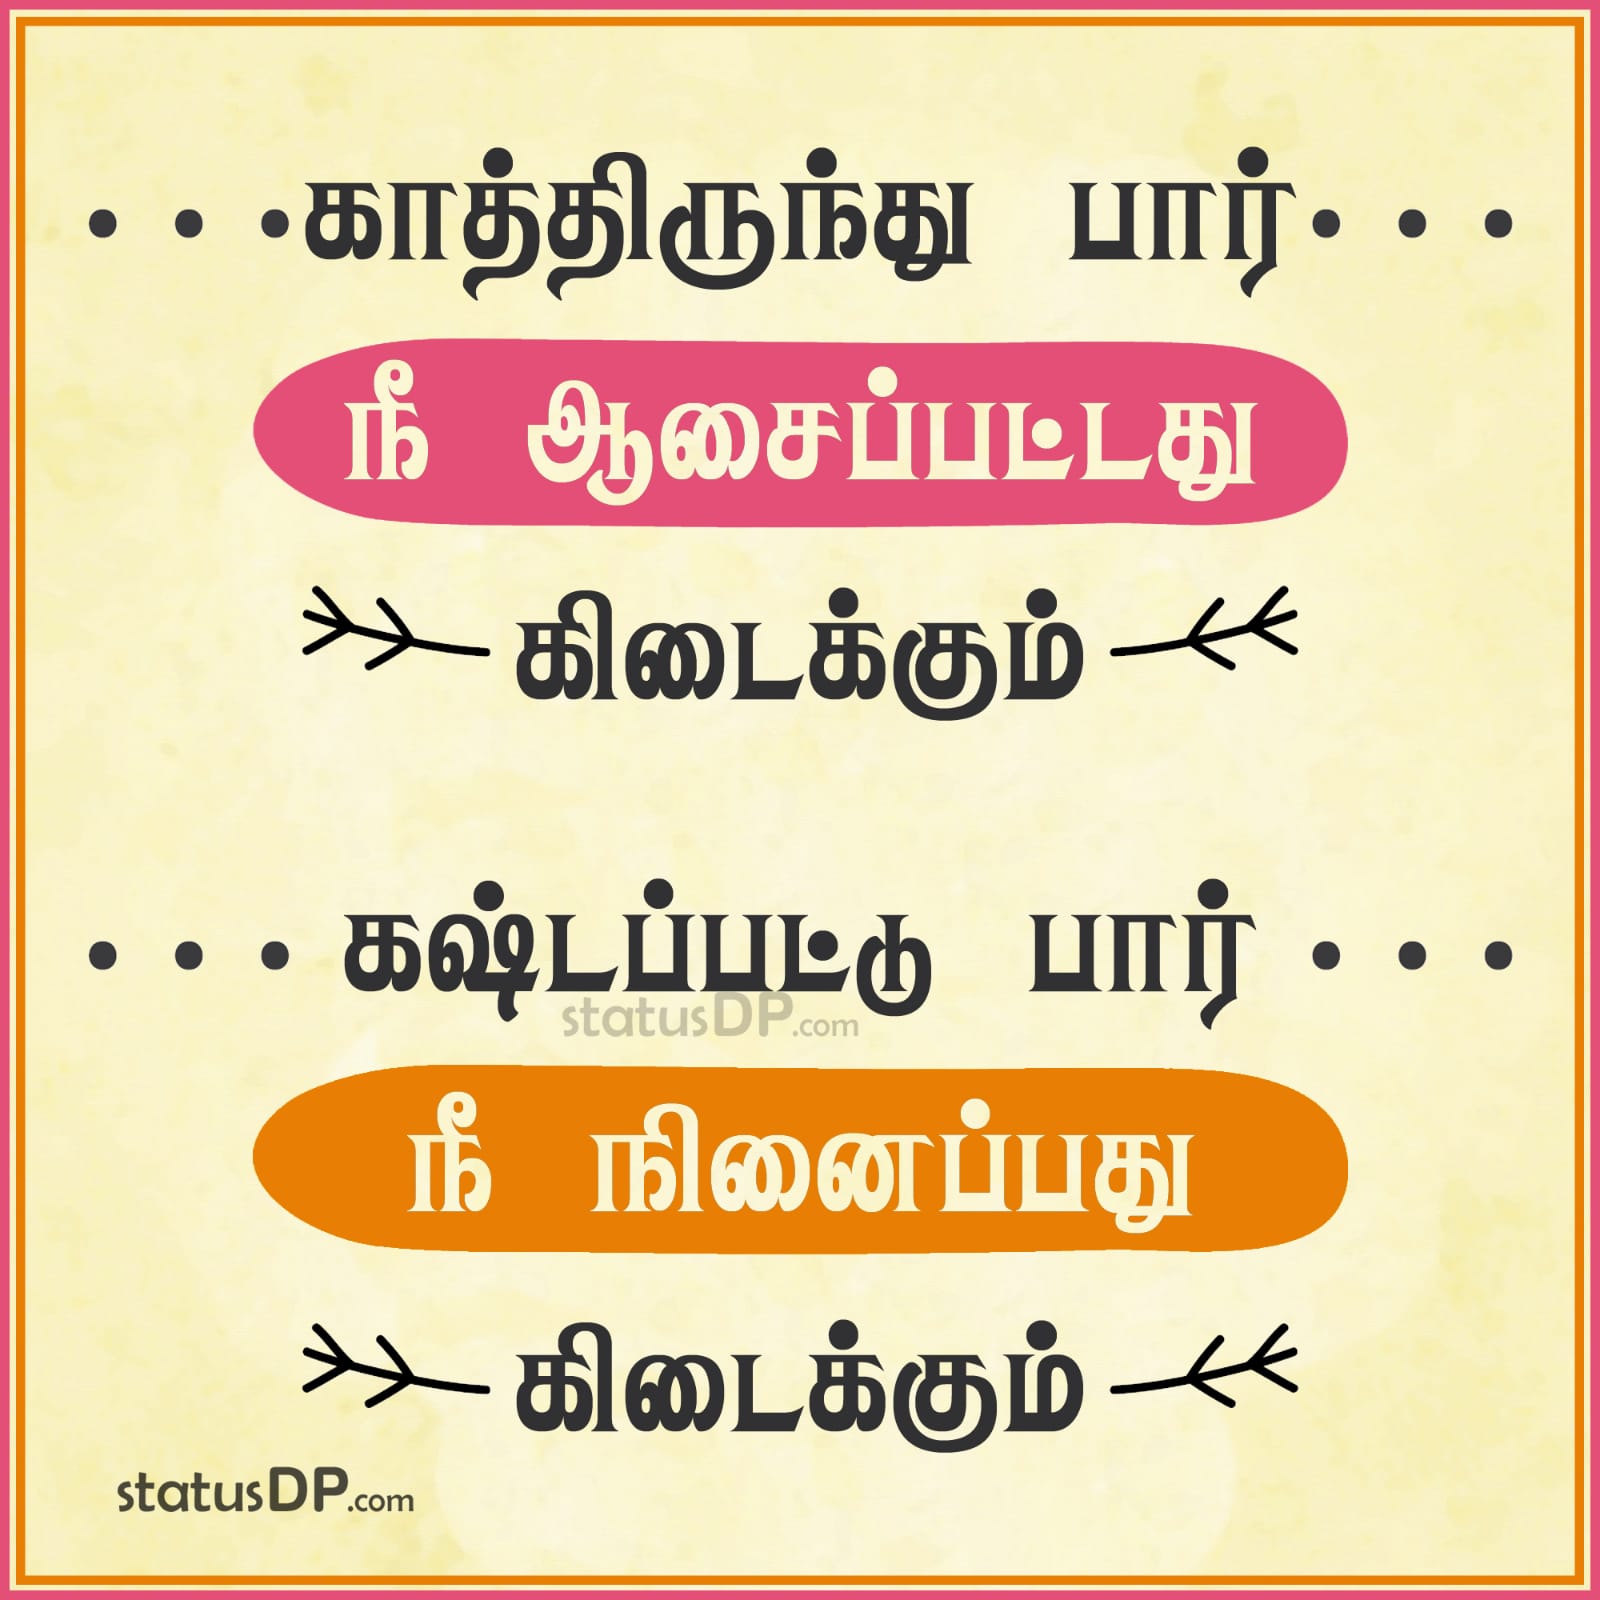 . . .காத்திருந்து பார். . .
நீ ஆசைப்பட்டது
கிடைக்கும்
. . . கஷ்டப்பட்டு பார் . . .
statusDP.com
நீ நினைப்பது
கிடைக்கும்
statusDP.com